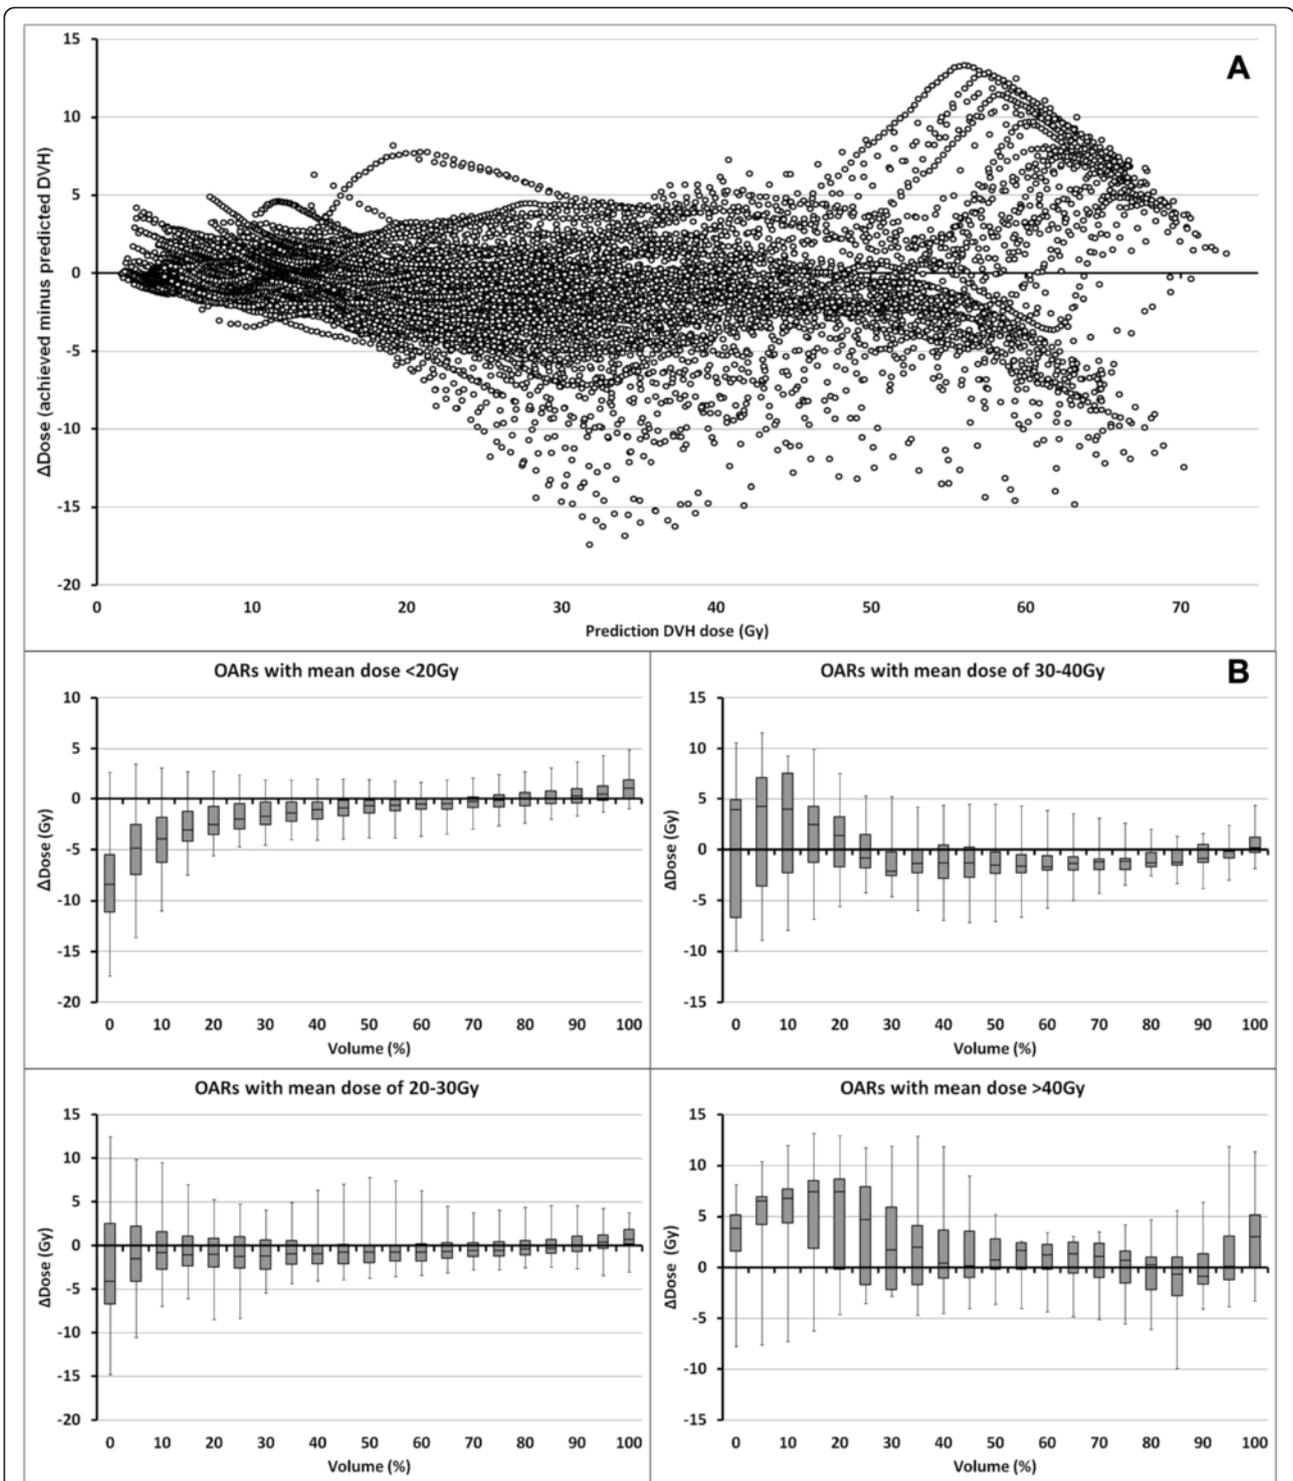 A
15
10
5
0
-5
-10
-15
-20
ΔDose (achieved minus predicted DVH)
0 10 20 30 40 50 60 70
Prediction DVH dose (Gy)
OARs with mean dose <20Gy
10
5
0
-5
-10
-15
-20
ΔDose (Gy)
0 10 20 30 40 50 60 70 80 90 100
Volume (%)
B
OARs with mean dose of 30-40Gy
15
10
5
0
-5
-10
-15
ΔDose (Gy)
0 10 20 30 40 50 60 70 80 90 100
Volume (%)
OARs with mean dose of 20-30Gy
15
10
5
0
-5
-10
-15
-20
ΔDose (Gy)
0 10 20 30 40 50 60 70 80 90 100
Volume (%)
OARs with mean dose >40Gy
15
10
5
0
-5
-10
-15
ΔDose (Gy)
0 10 20 30 40 50 60 70 80 90 100
Volume (%)